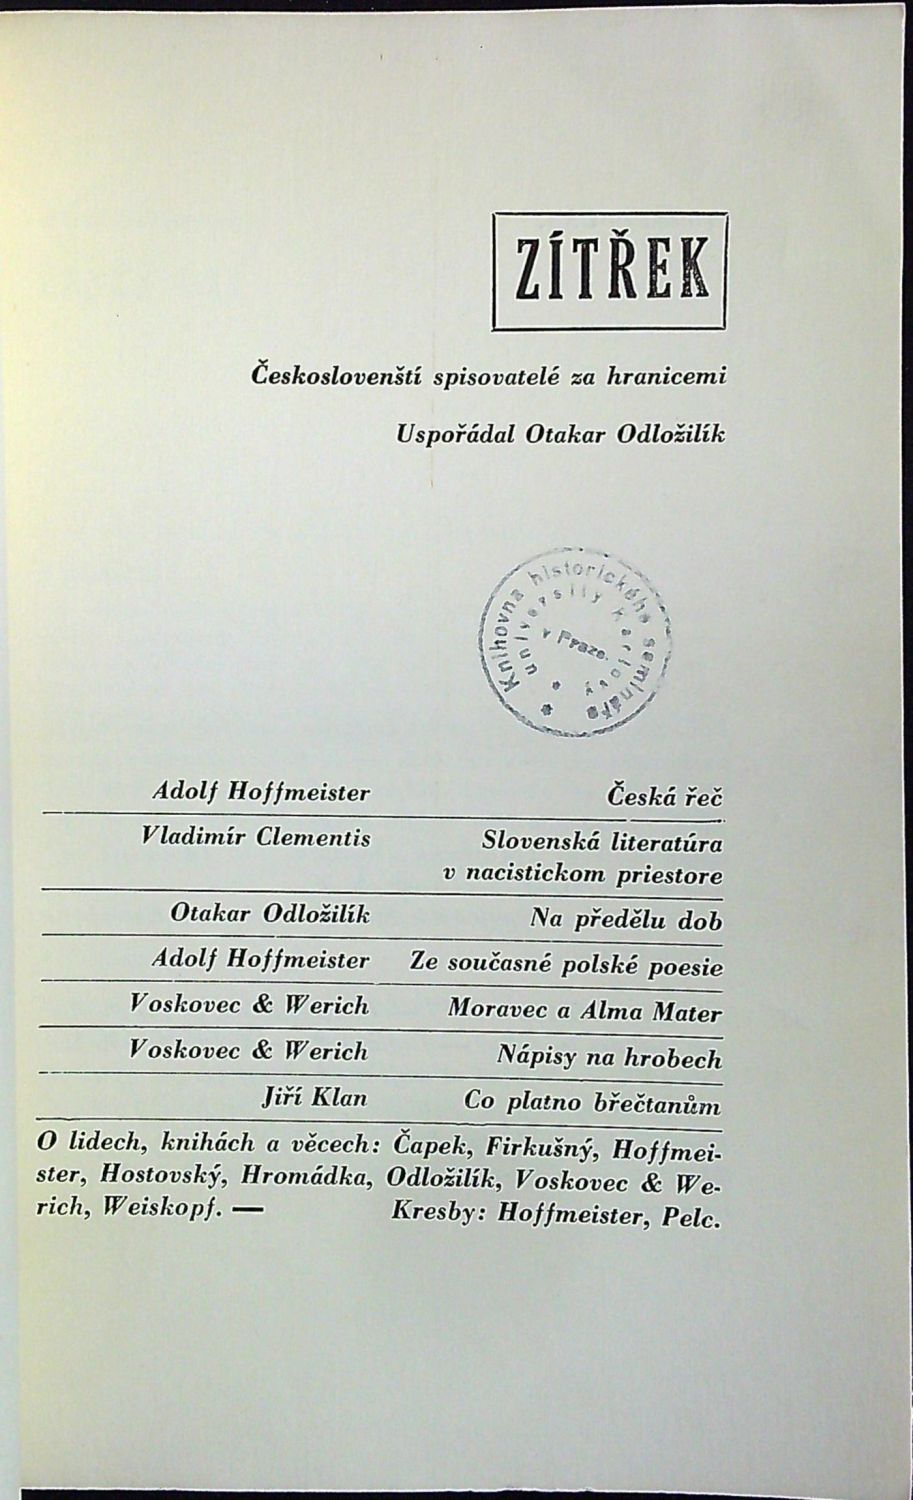 ZÍTŘEK
Českoslovenští spisovatelé za hranicemi
Uspořádal Otakar Odložilík
Knihovna historického semináře
university Karlovy
v Praze.
Adolf Hoffmeister Česká řeč
Vladimír Clementis Slovenská literatúra
v nacistickom priestore
Otakar Odložilík Na předělu dob
Adolf Hoffmeister Ze současné polské poesie
Voskovec & Werich Moravec a Alma Mater
Voskovec & Werich Nápisy na hrobech
Jiří Klan Co platno břečtanům
O lidech, knihách a věcech: Čapek, Firkušný, Hoffmei-
ster, Hostovský, Hromádka, Odložilík, Voskovec & We-
rich, Weiskopf. — Kresby: Hoffmeister, Pelc.